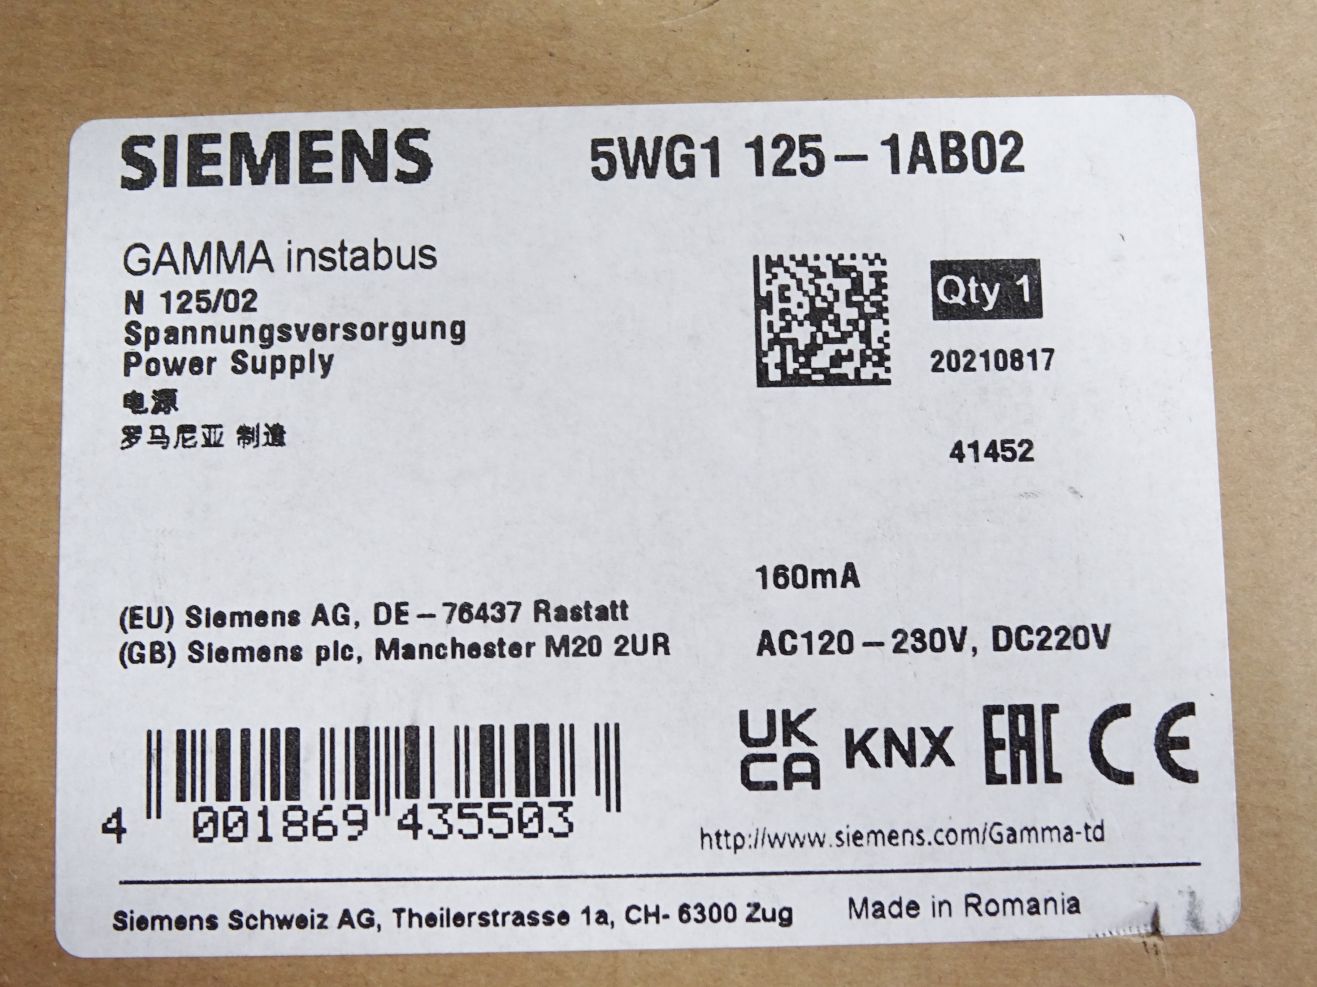 SIEMENS
5WG1 125-1AB02
GAMMA instabus
N 125/02
Spannungsversorgung
Power Supply
电源
罗马尼亚 制造
Qty 1
20210817
41452
160mA
AC120-230V, DC220V
(EU) Siemens AG, DE-76437 Rastatt
(GB) Siemens plc, Manchester M20 2UR
4 001869 435503
UK
CA
KNX
EAC
CE
http://www.siemens.com/Gamma-td
Siemens Schweiz AG, Theilerstrasse 1a, CH- 6300 Zug
Made in Romania